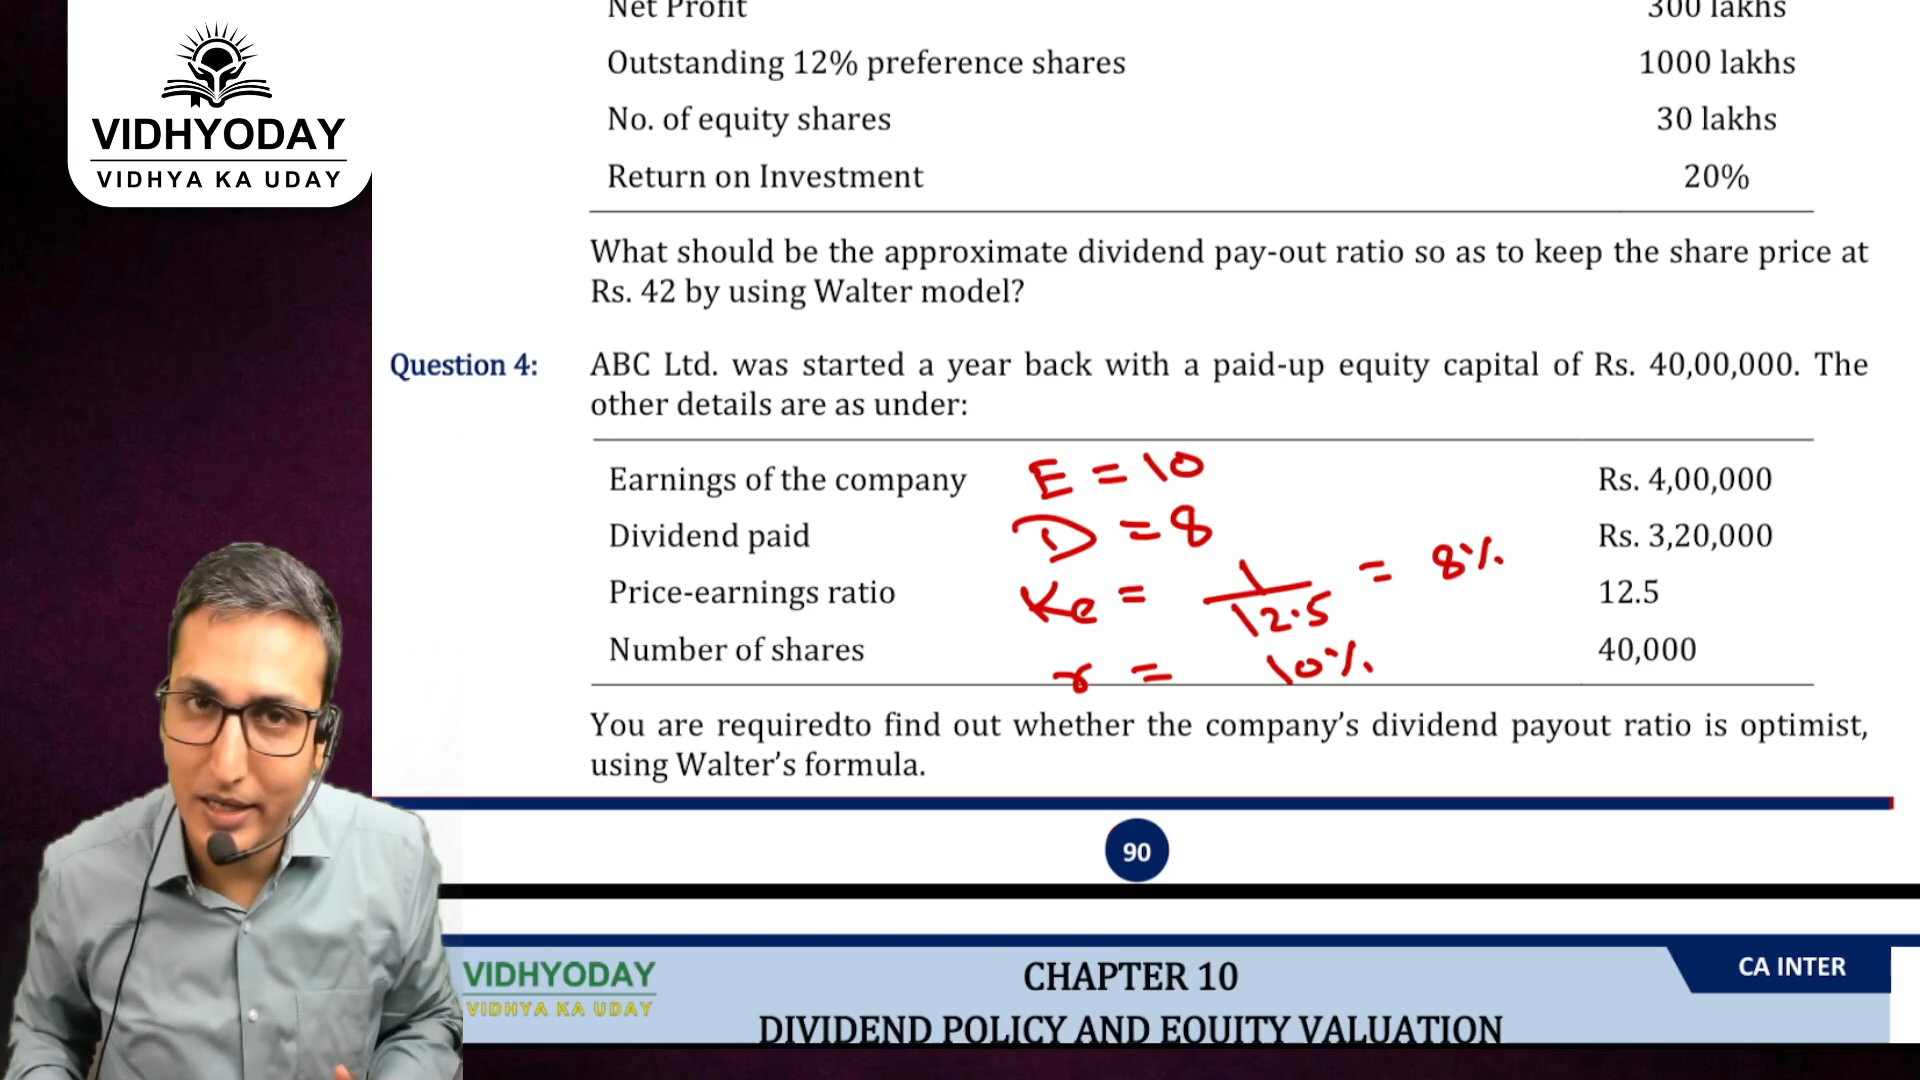 VIDHYODAY
VIDHYA KA UDAY
Net Profit 300 lakhs
Outstanding 12% preference shares 1000 lakhs
No. of equity shares 30 lakhs
Return on Investment 20%
What should be the approximate dividend pay-out ratio so as to keep the share price at
Rs. 42 by using Walter model?
Question 4: ABC Ltd. was started a year back with a paid-up equity capital of Rs. 40,00,000. The
other details are as under:
Earnings of the company E = 10 Rs. 4,00,000
Dividend paid D = 8 Rs. 3,20,000
Price-earnings ratio Ke = 1/12.5 = 8% 12.5
Number of shares r = 10% 40,000
You are requiredto find out whether the company's dividend payout ratio is optimist,
using Walter's formula.
90
VIDHYODAY
VIDHYA KA UDAY
CHAPTER 10
CA INTER
DIVIDEND POLICY AND EQUITY VALUATION